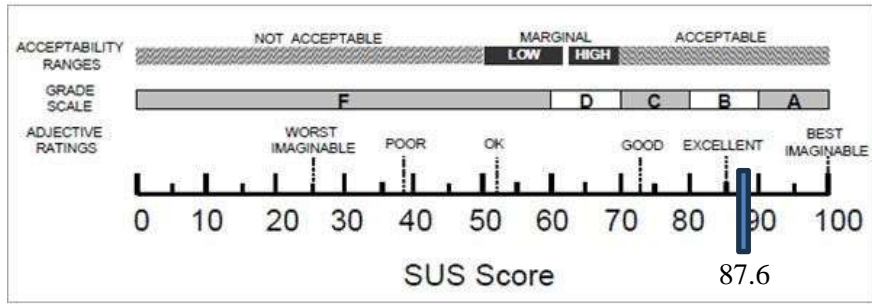 NOT ACCEPTABLE MARGINAL ACCEPTABLE
ACCEPTABILITY RANGES
LOW HIGH
GRADE SCALE
F D C B A
ADJECTIVE RATINGS
WORST IMAGINABLE POOR OK GOOD EXCELLENT BEST IMAGINABLE
0 10 20 30 40 50 60 70 80 90 100
SUS Score
87.6